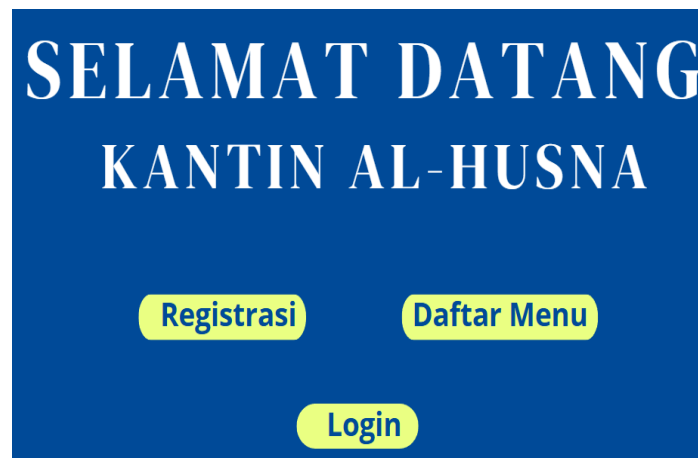 SELAMAT DATANG
KANTIN AL-HUSNA
Registrasi
Daftar Menu
Login